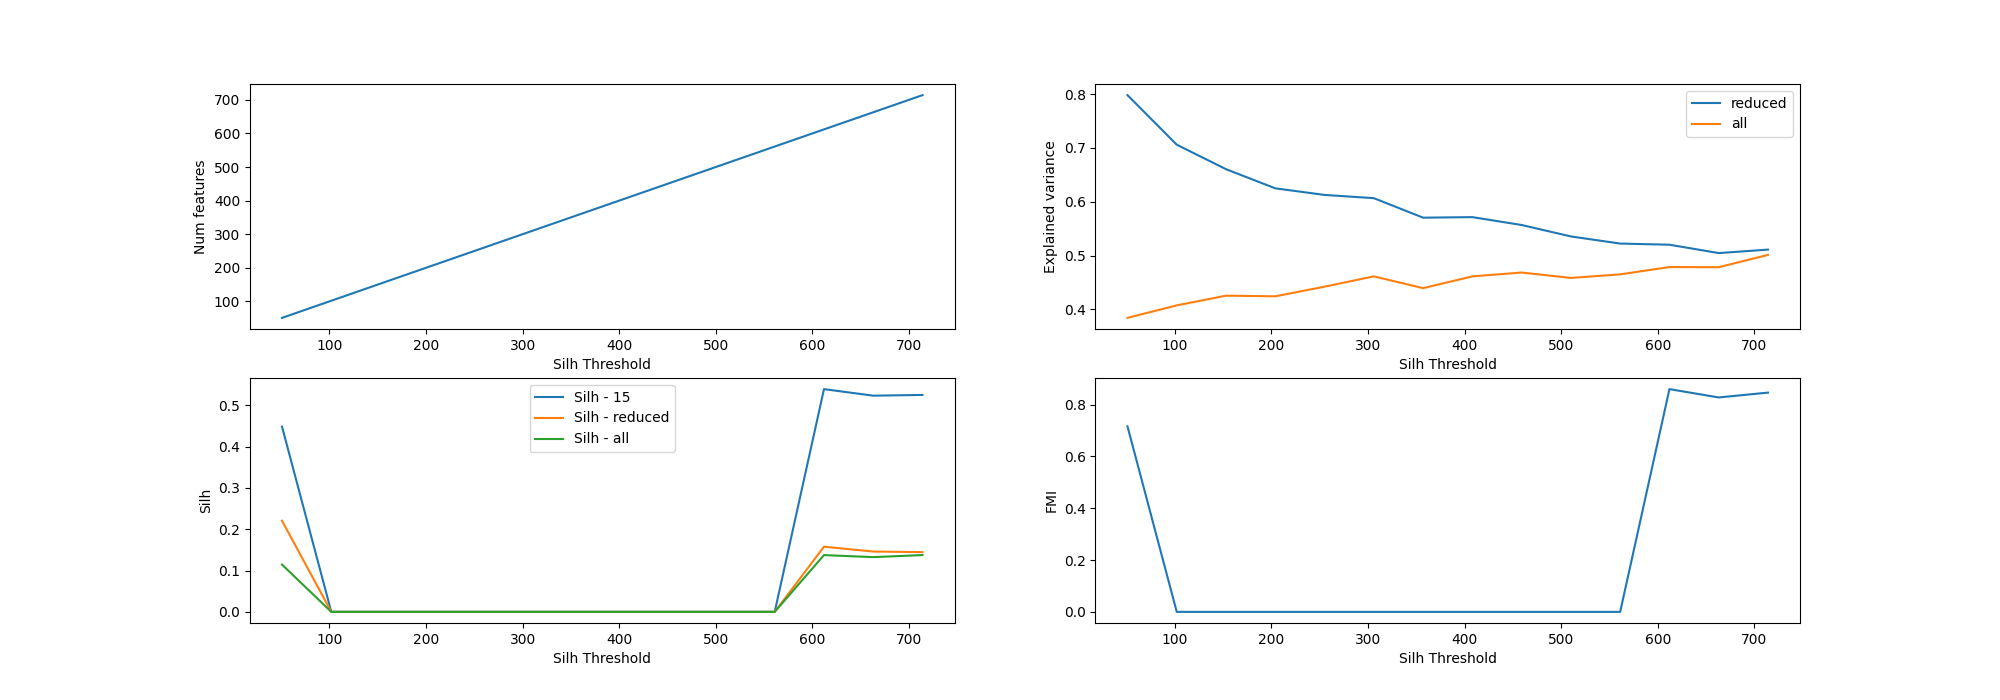 700
600
500
400
300
200
100
Num features
100 200 300 400 500 600 700
Silh Threshold
0.8
0.7
0.6
0.5
0.4
Explained variance
reduced
all
100 200 300 400 500 600 700
Silh Threshold
0.5
0.4
0.3
0.2
0.1
0.0
Silh
Silh - 15
Silh - reduced
Silh - all
100 200 300 400 500 600 700
Silh Threshold
0.8
0.6
0.4
0.2
0.0
FMI
100 200 300 400 500 600 700
Silh Threshold